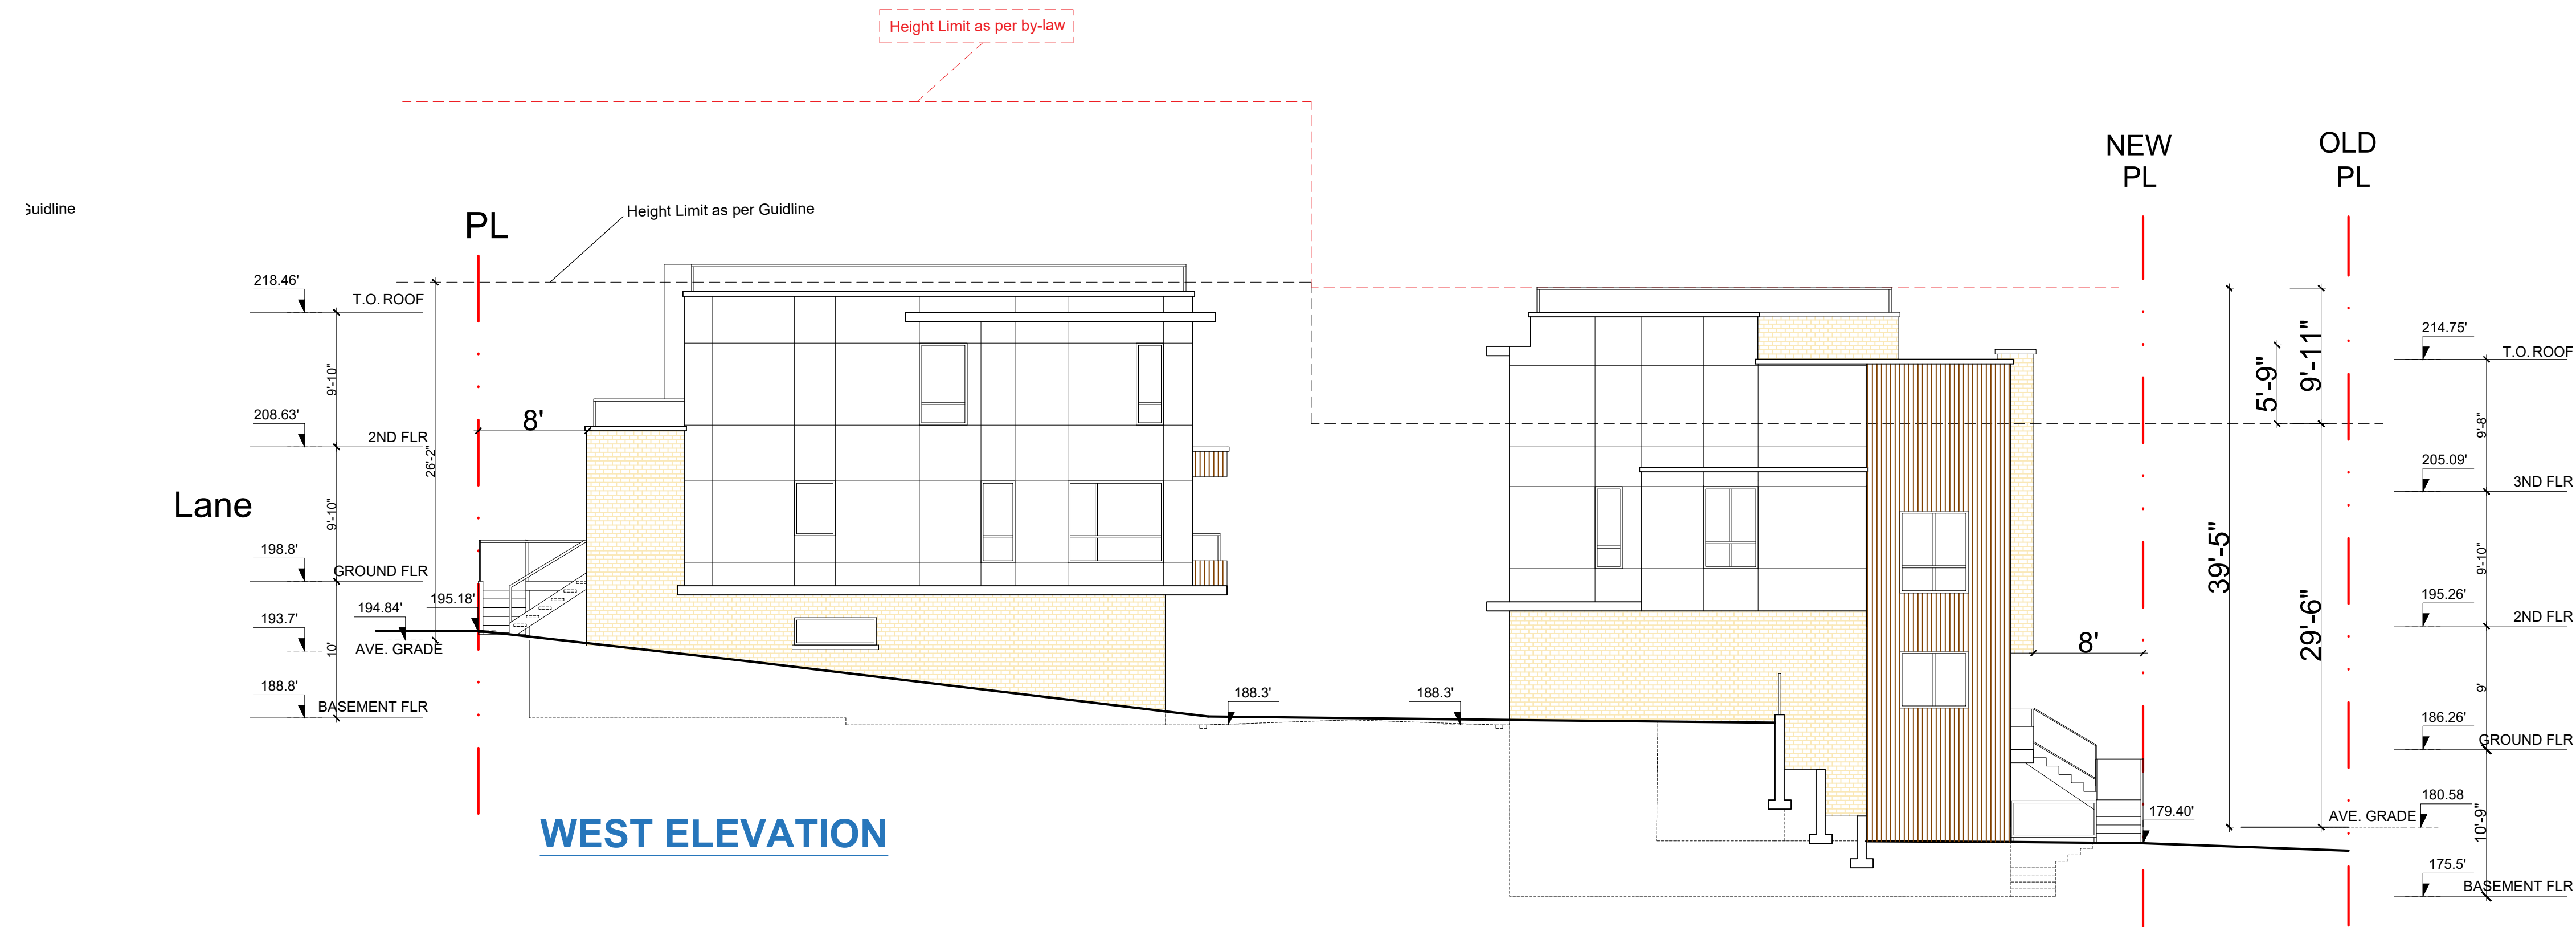 Height Limit as per by-law
NEW
PL
OLD
PL
Guidline
Height Limit as per Guidline
PL
218.46'
T.O. ROOF
9'-10"
208.63'
2ND FLR
26'-2"
8'
Lane
9'-10"
198.8'
GROUND FLR
195.18'
194.84'
193.7'
AVE. GRADE
10'
188.8'
BASEMENT FLR
188.3'
188.3'
WEST ELEVATION
8'
179.40'
39'-5"
5'-9"
9'-11"
29'-6"
214.75'
T.O. ROOF
9'-8"
205.09'
3ND FLR
9'-10"
195.26'
2ND FLR
9'
186.26'
GROUND FLR
180.58
AVE. GRADE
10'-9"
175.5'
BASEMENT FLR